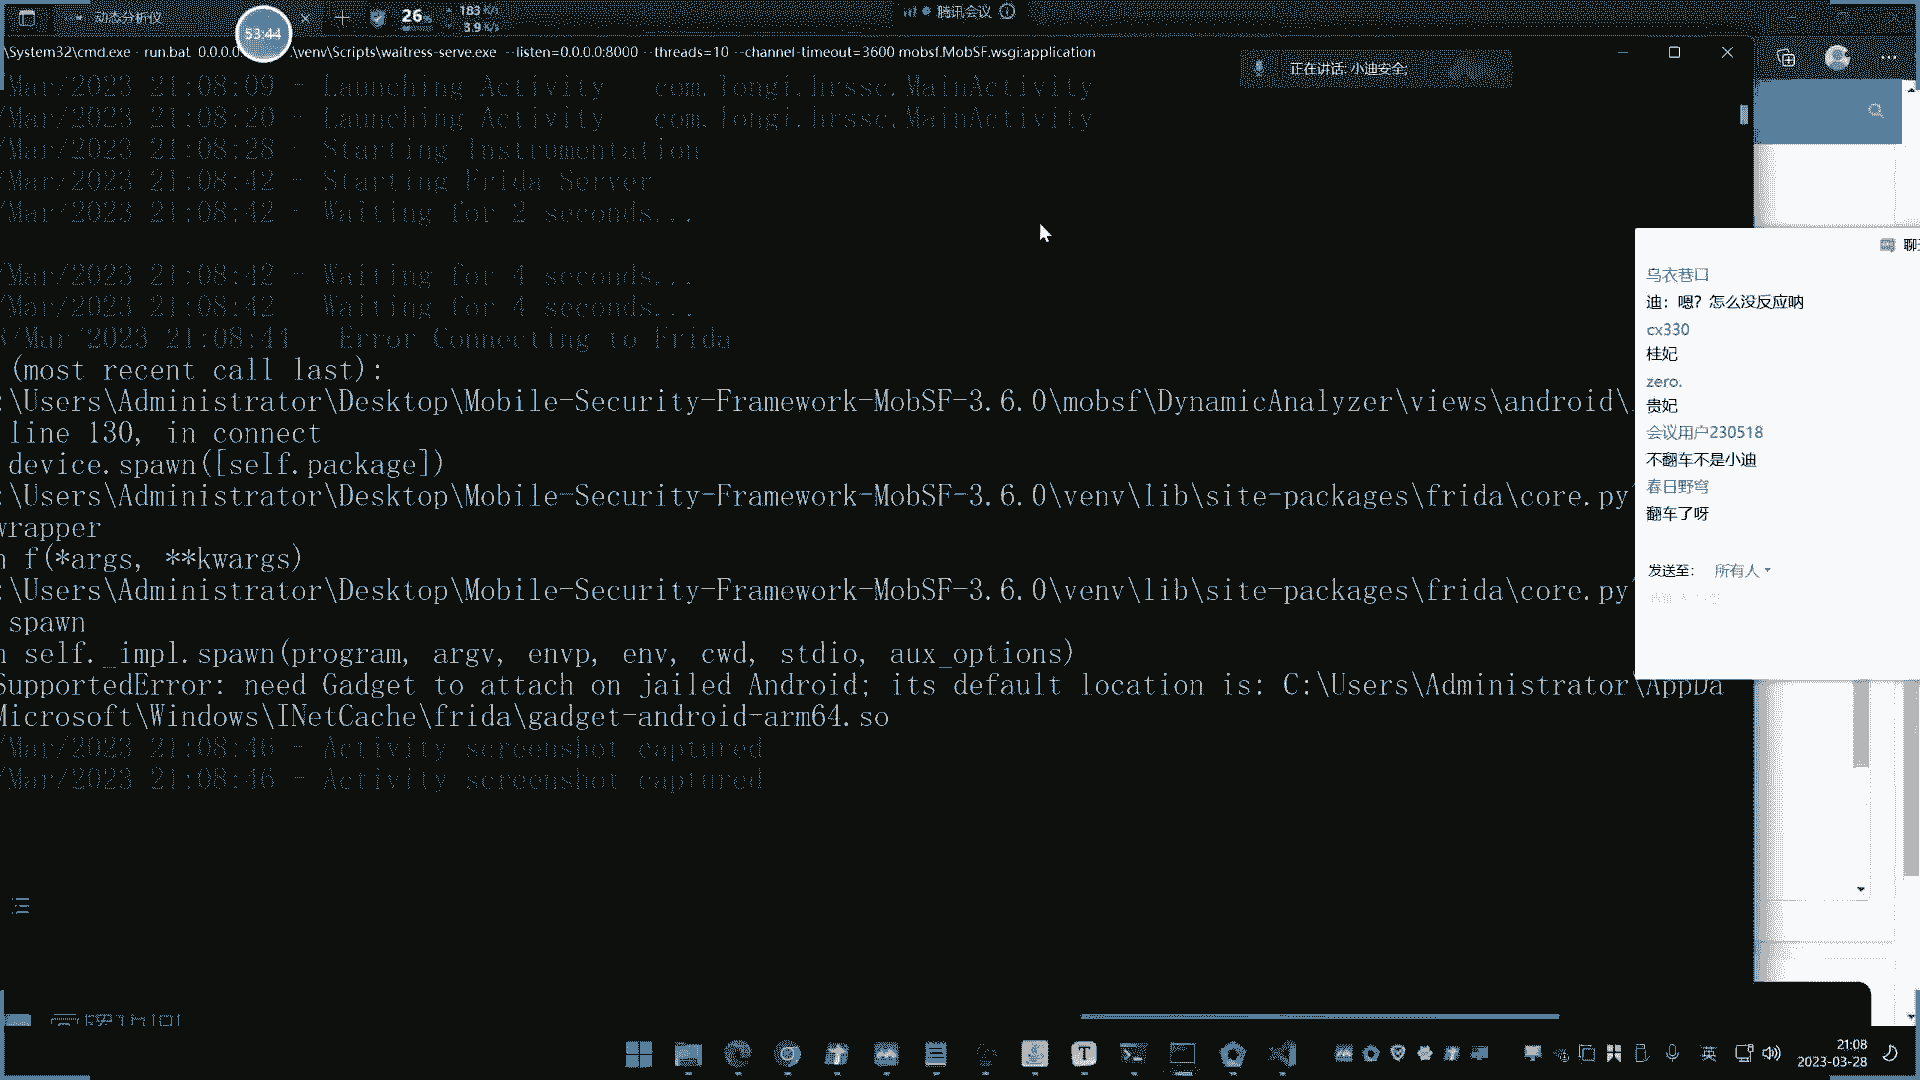 动态分析仪
26%
183 K/s
3.9 K/s
腾讯会议
53:44
\System32\cmd.exe - run.bat 0.0.0.0 \venv\Scripts\waitress-serve.exe --listen=0.0.0.0:8000 --threads=10 --channel-timeout=3600 mobsf.MobSF.wsgi:application
正在讲话: 小迪安全;
/Mar/2023 21:08:09 - Launching Activity - com.longi.hrssc.MainActivity
/Mar/2023 21:08:20 - Launching Activity - com.longi.hrssc.MainActivity
/Mar/2023 21:08:28 - Starting Instrumentation
/Mar/2023 21:08:42 - Starting Frida Server
/Mar/2023 21:08:42 - Waiting for 2 seconds...
/Mar/2023 21:08:42 - Waiting for 4 seconds...
/Mar/2023 21:08:42 - Waiting for 4 seconds...
/Mar/2023 21:08:44 - Error Connecting to Frida
(most recent call last):
:\Users\Administrator\Desktop\Mobile-Security-Framework-MobSF-3.6.0\mobsf\DynamicAnalyzer\views\android\
line 130, in connect
device.spawn([self.package])
:\Users\Administrator\Desktop\Mobile-Security-Framework-MobSF-3.6.0\venv\lib\site-packages\frida\core.py
wrapper
n f(*args, **kwargs)
:\Users\Administrator\Desktop\Mobile-Security-Framework-MobSF-3.6.0\venv\lib\site-packages\frida\core.py
spawn
n self._impl.spawn(program, argv, envp, env, cwd, stdio, aux_options)
SupportedError: need Gadget to attach on jailed Android; its default location is: C:\Users\Administrator\AppDa
Microsoft\Windows\INetCache\frida\gadget-android-arm64.so
/Mar/2023 21:08:46 - Activity screenshot captured
/Mar/2023 21:08:46 - Activity screenshot captured
聊
乌衣巷口
迪：嗯？怎么没反应呐
cx330
桂妃
zero.
贵妃
会议用户230518
不翻车不是小迪
春日野穹
翻车了呀
发送至： 所有人
英
21:08
2023-03-28